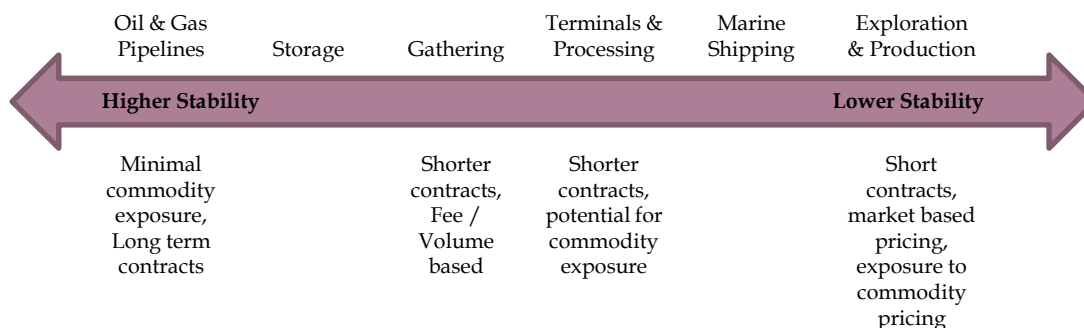 Oil & Gas
Pipelines
Storage
Gathering
Terminals &
Processing
Marine
Shipping
Exploration
& Production
Higher Stability
Lower Stability
Minimal
commodity
exposure,
Long term
contracts
Shorter
contracts,
Fee /
Volume
based
Shorter
contracts,
potential for
commodity
exposure
Short
contracts,
market based
pricing,
exposure to
commodity
pricing